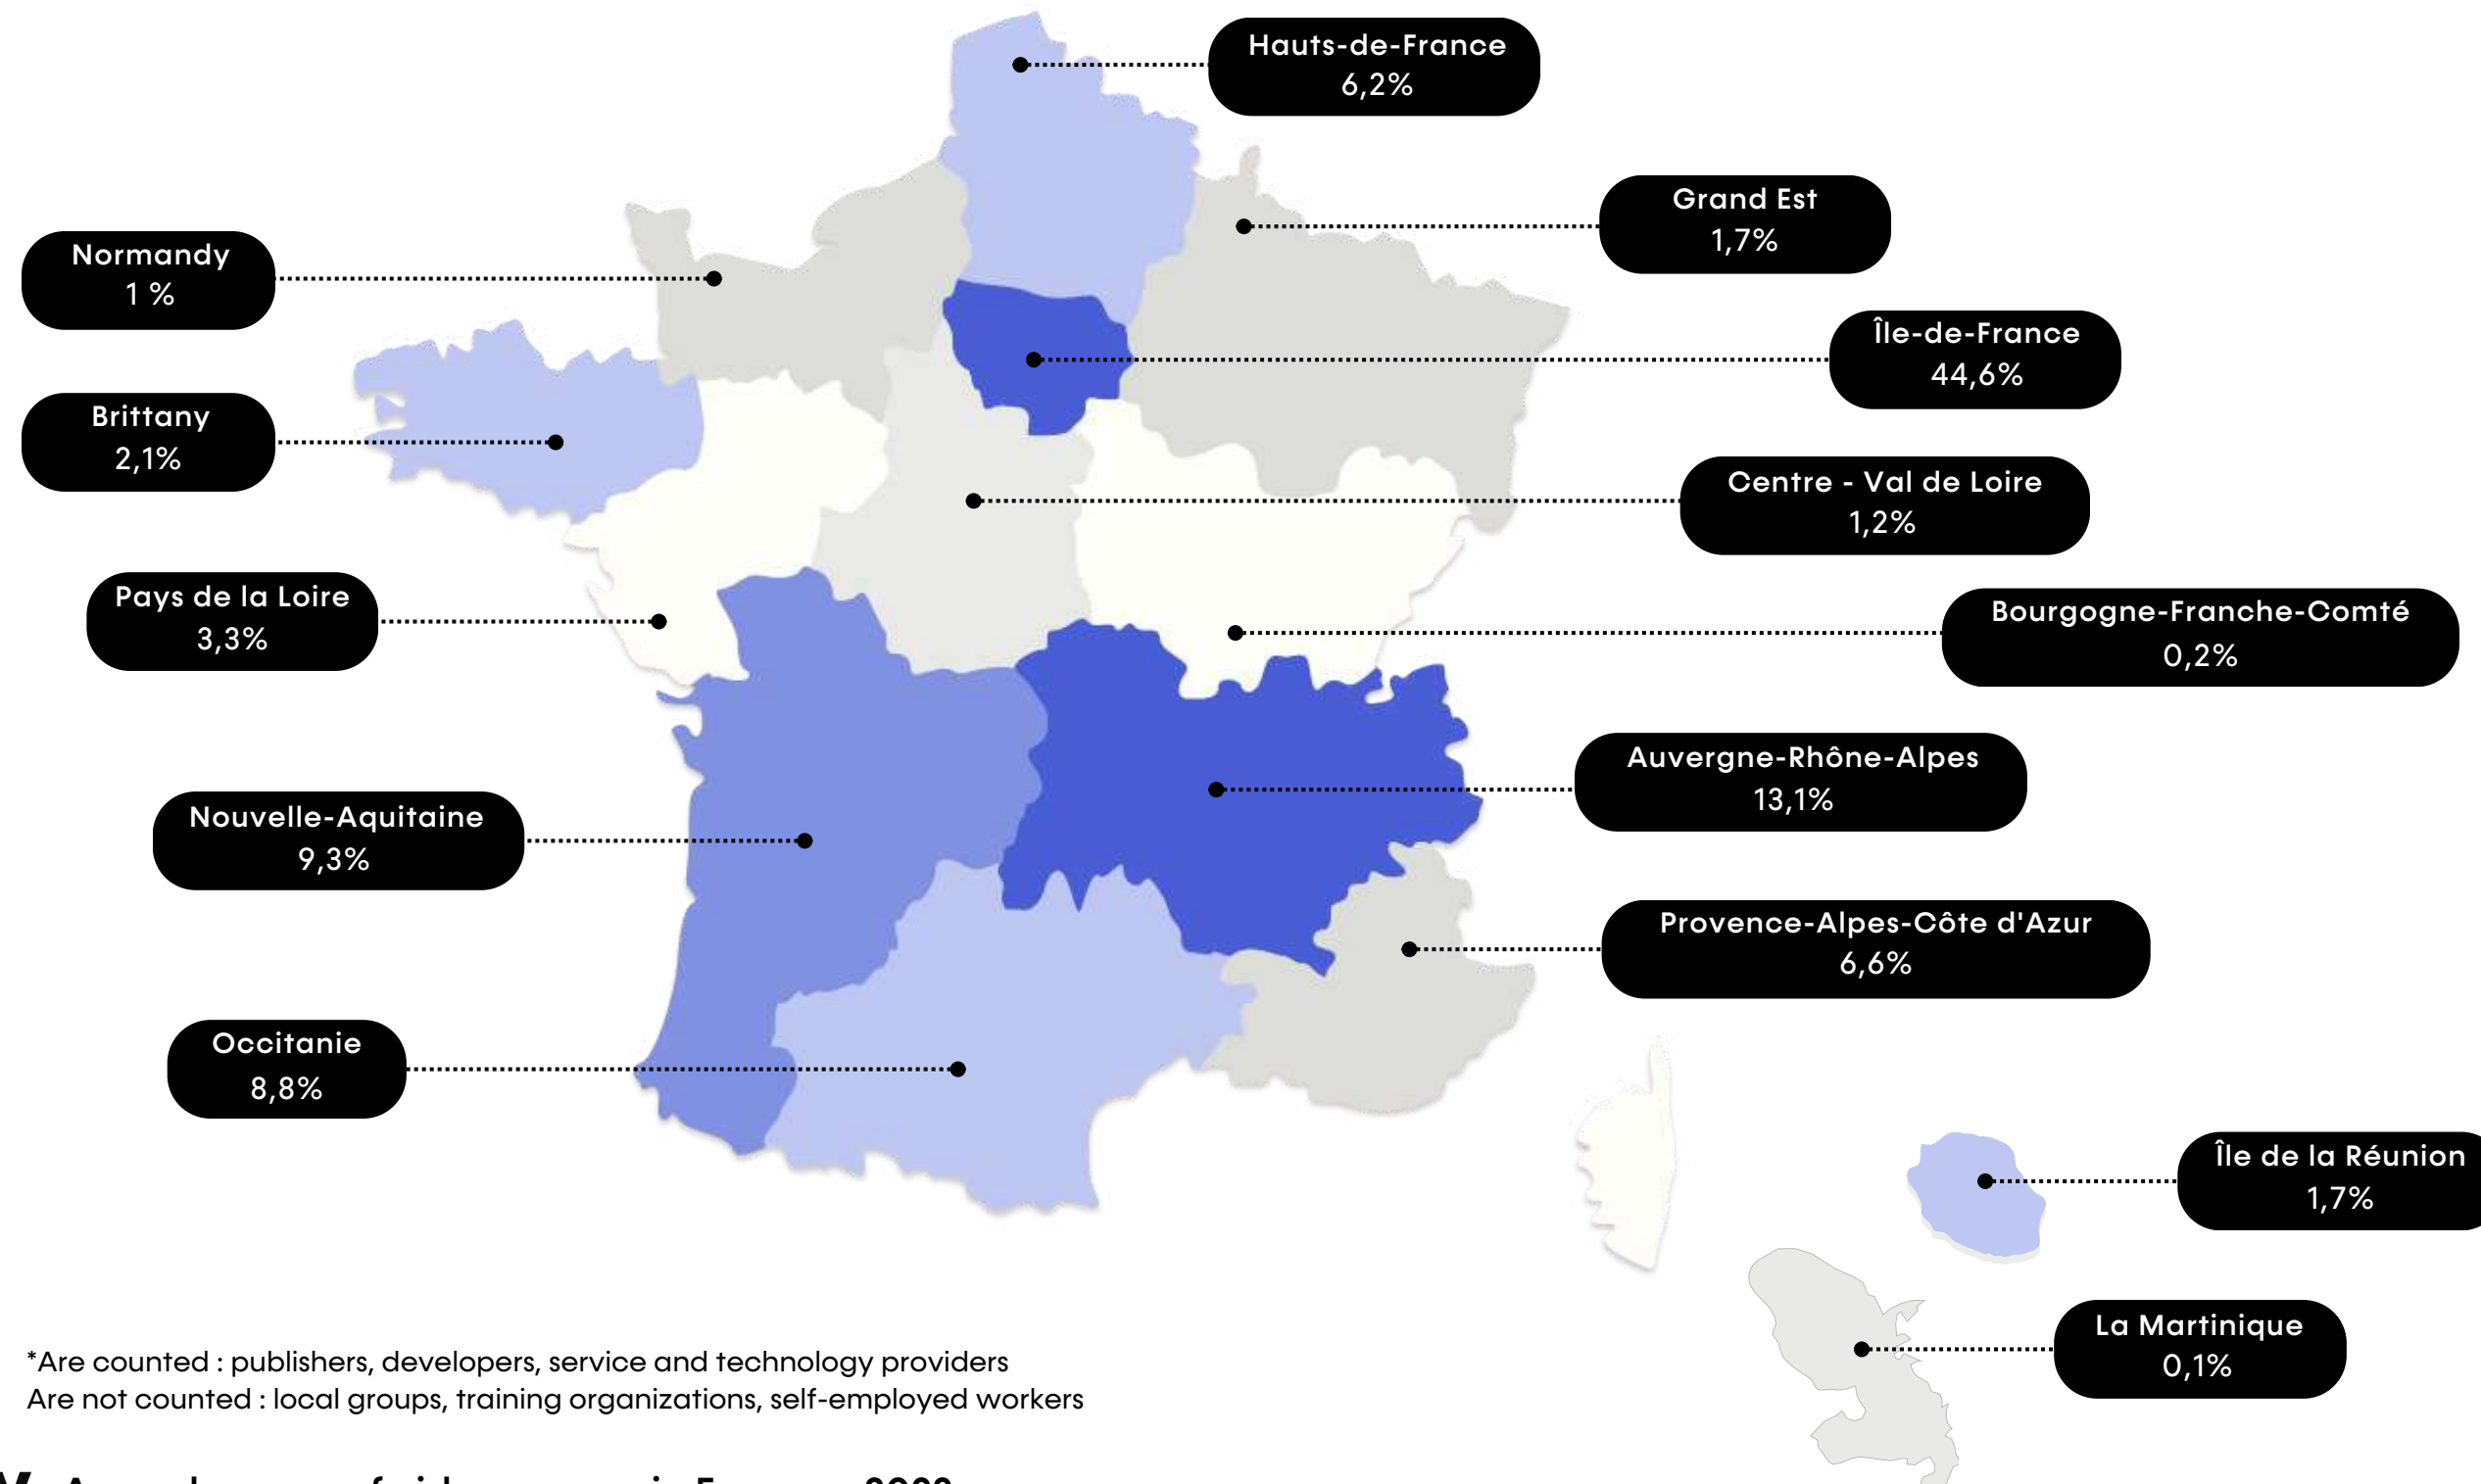 Hauts-de-France
6,2%
Grand Est
1,7%
Normandy
1 %
Île-de-France
44,6%
Brittany
2,1%
Centre - Val de Loire
1,2%
Pays de la Loire
3,3%
Bourgogne-Franche-Comté
0,2%
Auvergne-Rhône-Alpes
13,1%
Nouvelle-Aquitaine
9,3%
Provence-Alpes-Côte d'Azur
6,6%
Occitanie
8,8%
Île de la Réunion
1,7%
La Martinique
0,1%
*Are counted : publishers, developers, service and technology providers
Are not counted : local groups, training organizations, self-employed workers